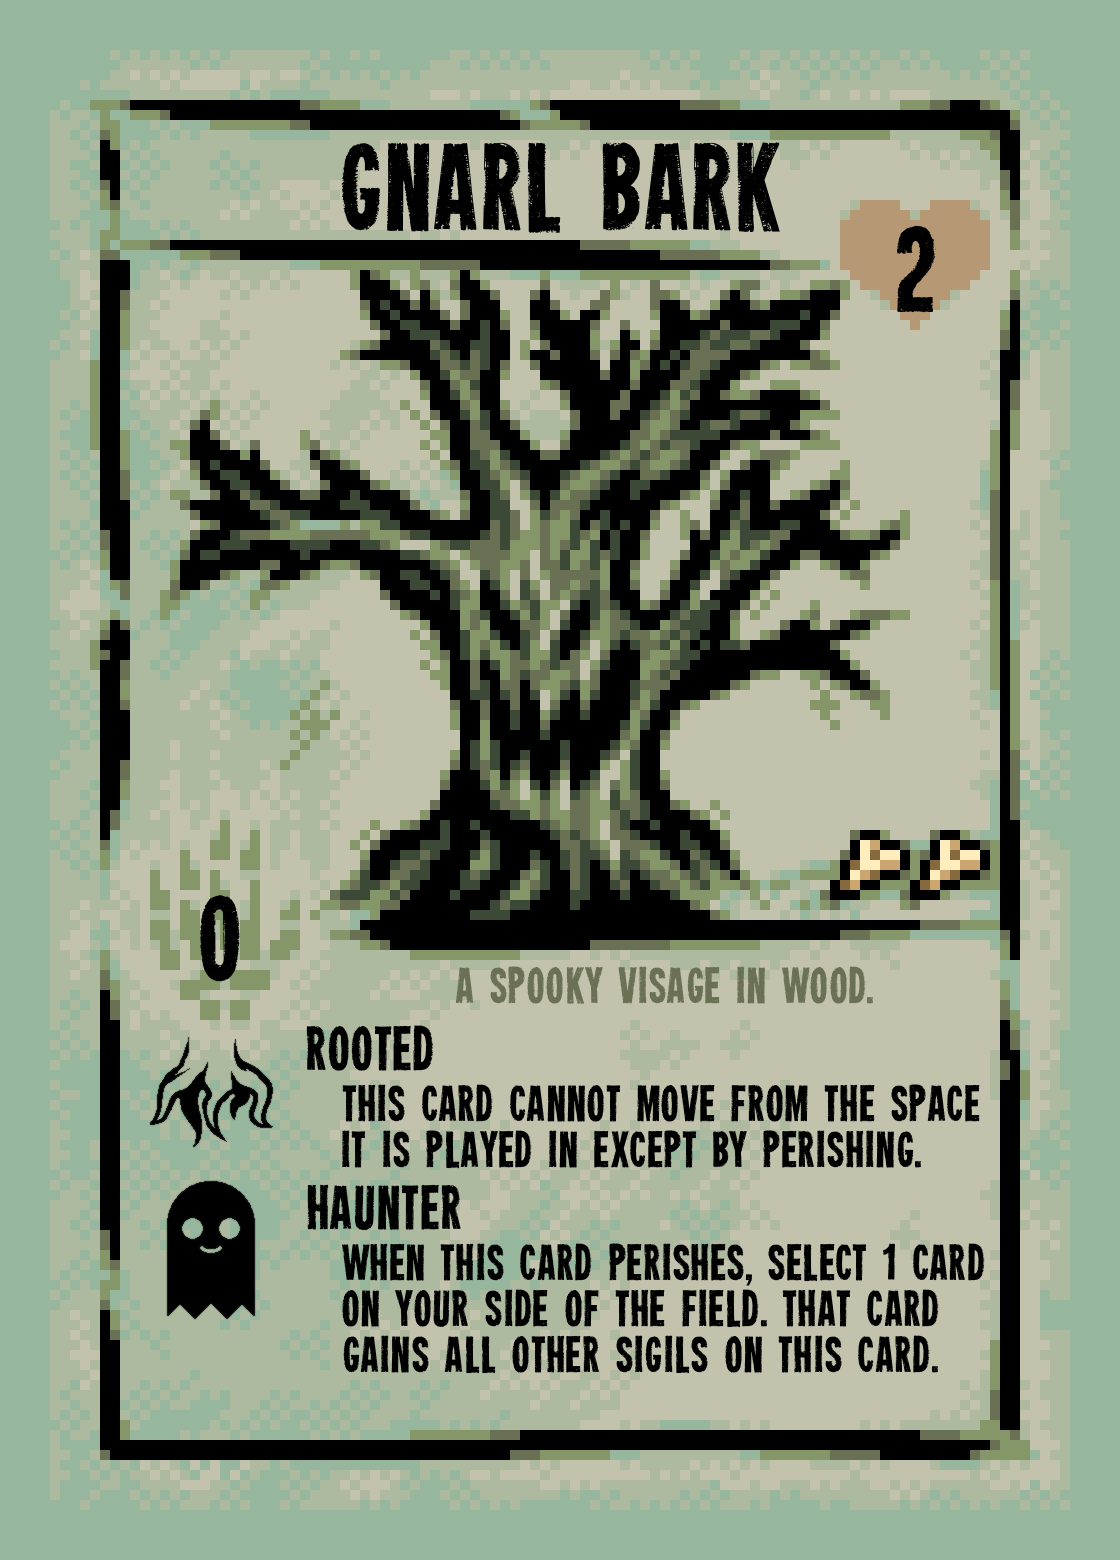 GNARL BARK
2
0
A SPOOKY VISAGE IN WOOD.
ROOTED
THIS CARD CANNOT MOVE FROM THE SPACE
IT IS PLAYED IN EXCEPT BY PERISHING.
HAUNTER
WHEN THIS CARD PERISHES, SELECT 1 CARD
ON YOUR SIDE OF THE FIELD. THAT CARD
GAINS ALL OTHER SIGILS ON THIS CARD.